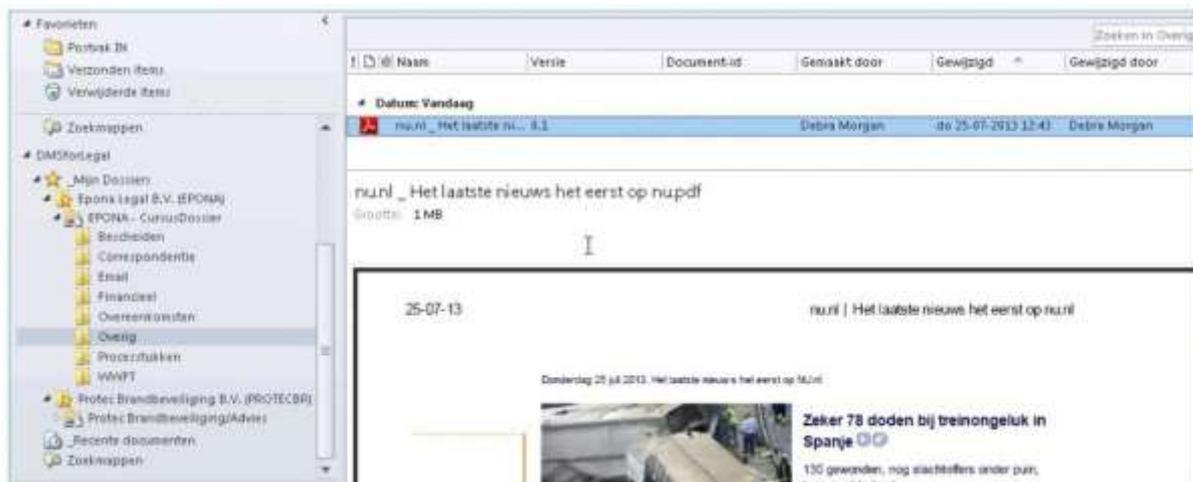 Favorieten
Postvak IN
Verzonden items
Verwijderde items
Zoekmappen
DMSforLegal
_Mijn Dossiers
Epona Legal B.V. (EPONA)
EPONA - CursusDossier
Bescheiden
Correspondentie
Email
Financieel
Overeenkomsten
Overig
Processtukken
WWFT
Protec Brandbeveiliging B.V. (PROTECBR)
Protec Brandbeveiliging/Advies
_Recente documenten
Zoekmappen
Zoeken in Overig
Naam Versie Document-id Gemaakt door Gewijzigd Gewijzigd door
Datum: Vandaag
nu.nl _ Het laatste ni... 0.1 Debra Morgan do 25-07-2013 12:43 Debra Morgan
nu.nl _ Het laatste nieuws het eerst op nu.pdf
Grootte: 1 MB
25-07-13 nu.nl | Het laatste nieuws het eerst op nu.nl
Donderdag 25 juli 2013, Het laatste nieuws het eerst op NU.nl
Zeker 78 doden bij treinongeluk in
Spanje
130 gewonden, nog slachtoffers onder puin,